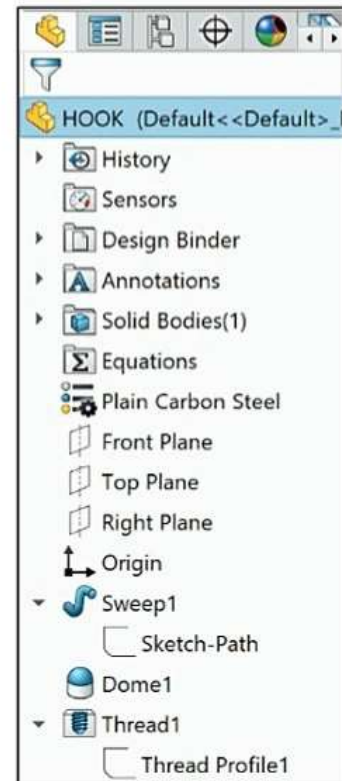 HOOK (Default<<Default>_
History
Sensors
Design Binder
Annotations
Solid Bodies(1)
Equations
Plain Carbon Steel
Front Plane
Top Plane
Right Plane
Origin
Sweep1
Sketch-Path
Dome1
Thread1
Thread Profile1